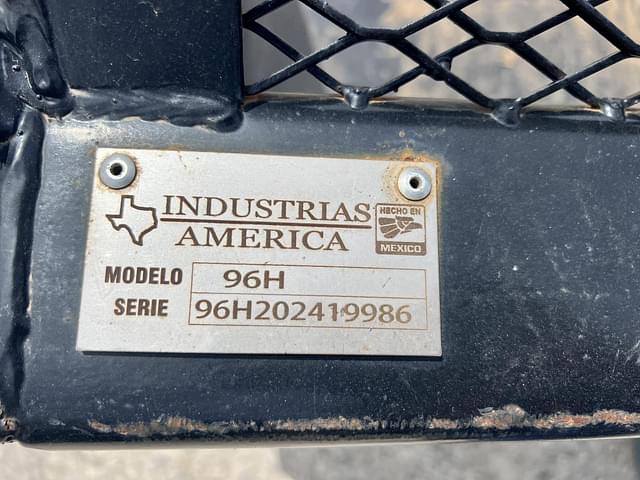 INDUSTRIAS
AMERICA
HECHO EN
MEXICO
MODELO 96H
SERIE 96H202419986